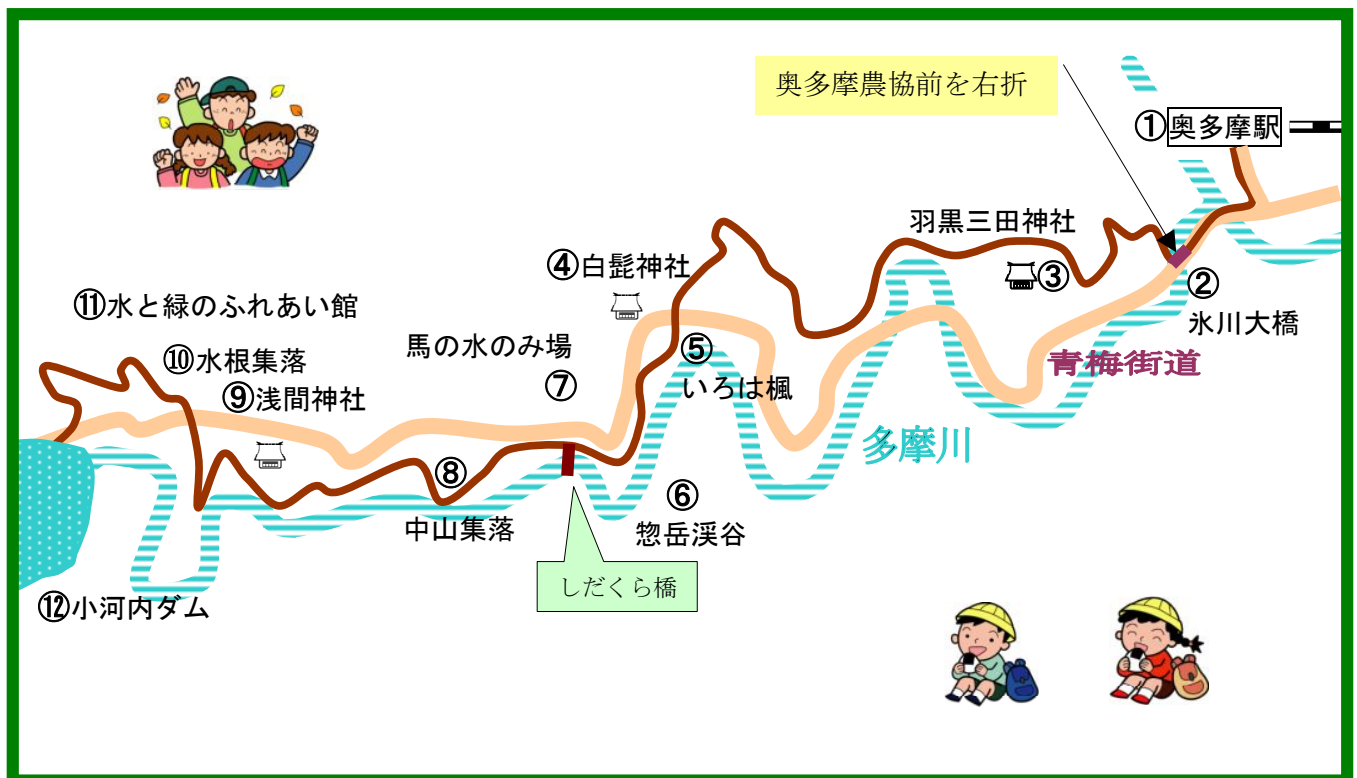 奥多摩農協前を右折
①奥多摩駅
羽黒三田神社
③
②
氷川大橋
④白髭神社
青梅街道
⑪水と緑のふれあい館
馬の水のみ場
⑦
⑤
いろは楓
⑩水根集落
⑨浅間神社
多摩川
⑧
中山集落
⑥
惣岳渓谷
しだくら橋
⑫小河内ダム